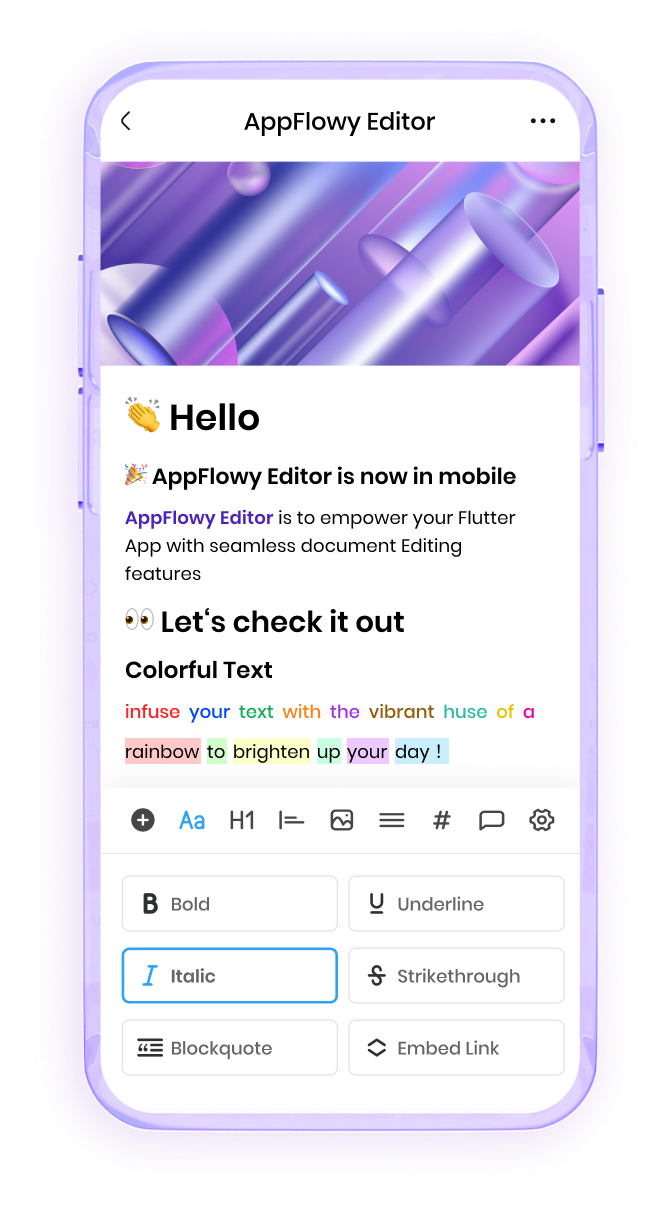 AppFlowy Editor
👏 Hello
🎉 AppFlowy Editor is now in mobile
AppFlowy Editor is to empower your Flutter
App with seamless document Editing
features
👀 Let‘s check it out
Colorful Text
infuse your text with the vibrant huse of a
rainbow to brighten up your day !
Aa H1 #
B Bold U Underline
I Italic S Strikethrough
Blockquote Embed Link